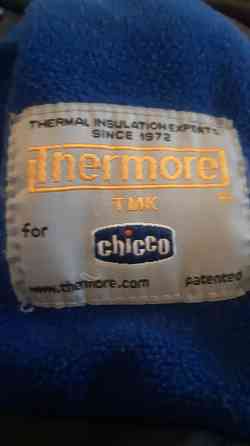 THERMAL INSULATION EXPERTS
SINCE 1972
Thermore
TMK
for
chicco
www.thermore.com patented